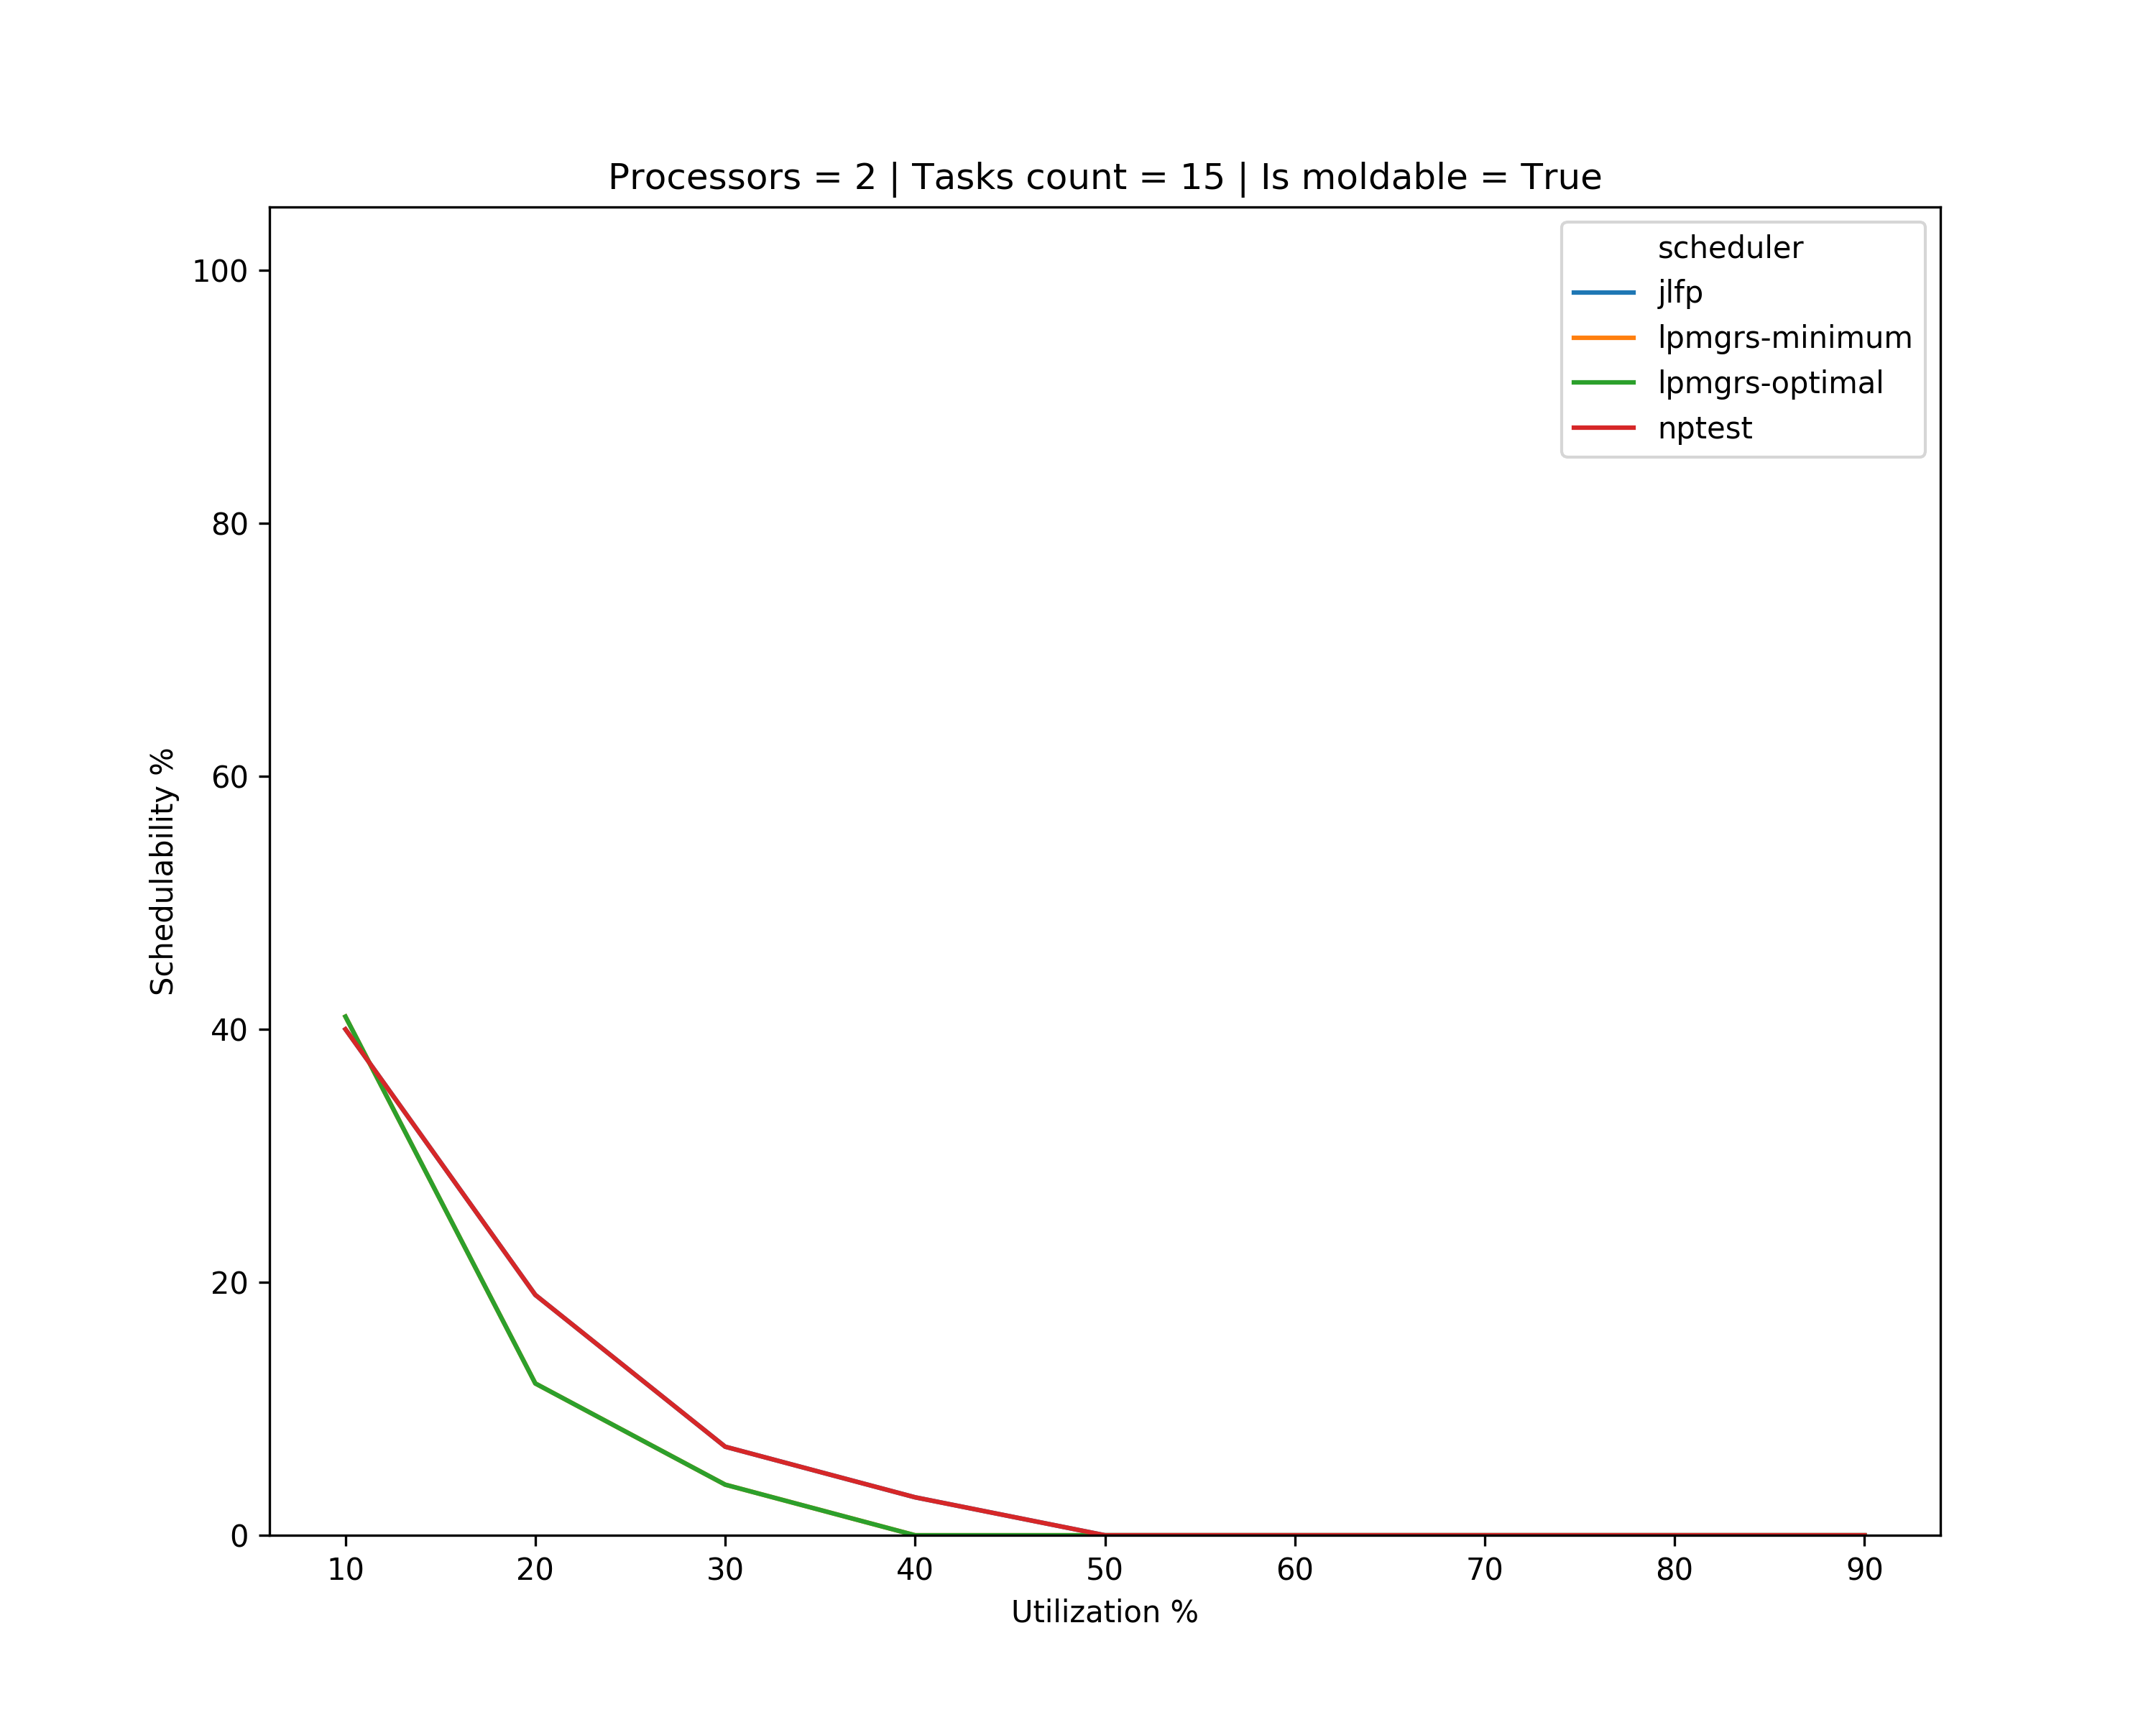 Processors = 2 | Tasks count = 15 | Is moldable = True
scheduler
jlfp
lpmgrs-minimum
lpmgrs-optimal
nptest
Schedulability %
100
80
60
40
20
0
10 20 30 40 50 60 70 80 90
Utilization %